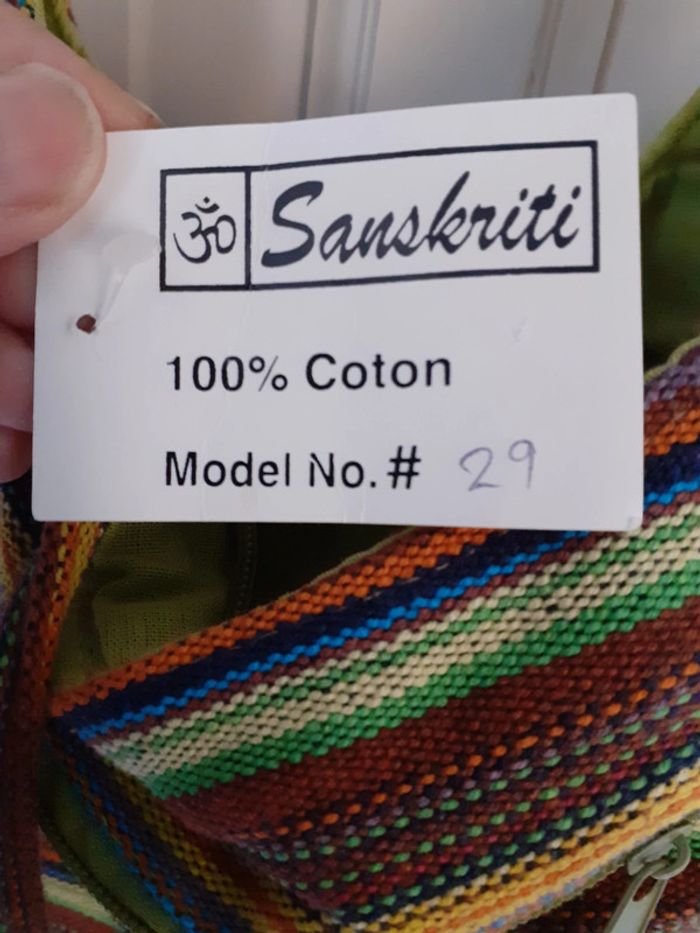 ॐ Sanskriti
100% Coton
Model No. # 29